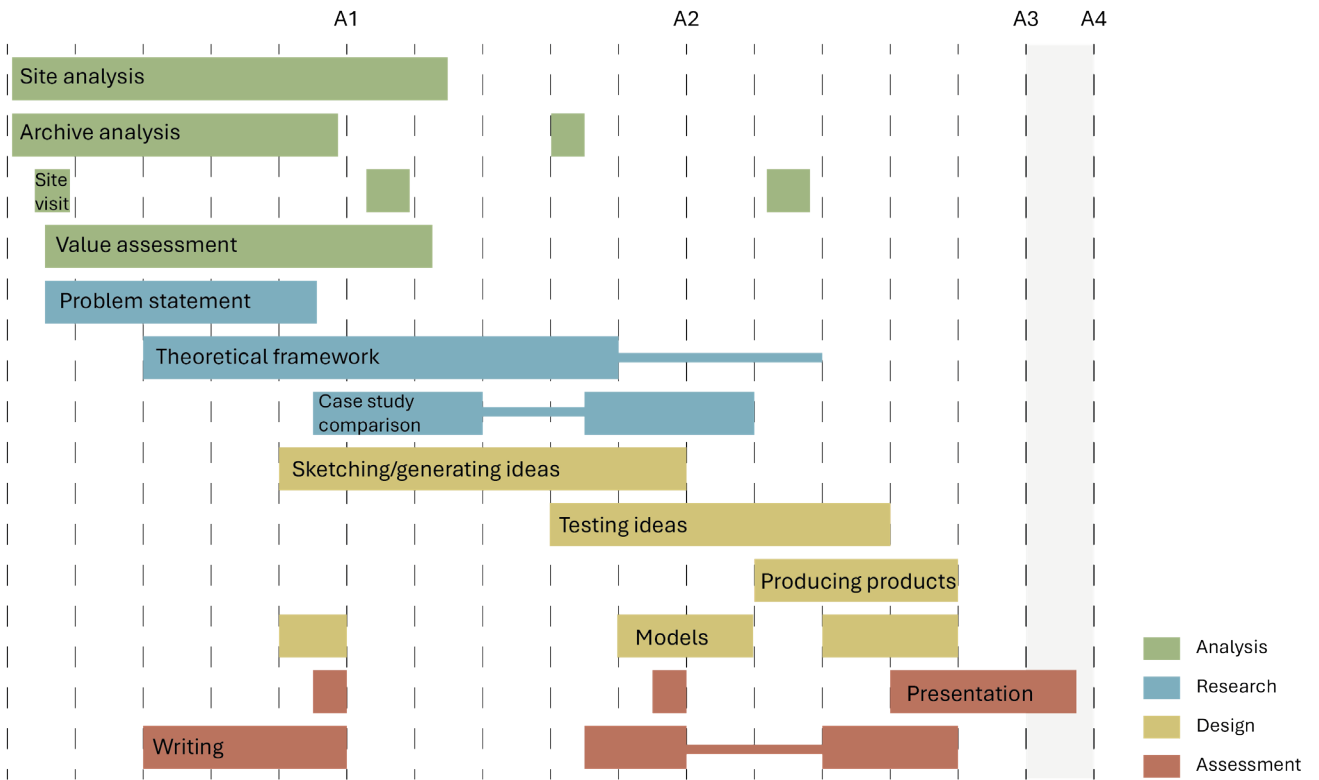 A1 A2 A3 A4
Site analysis
Archive analysis
Site
visit
Value assessment
Problem statement
Theoretical framework
Case study
comparison
Sketching/generating ideas
Testing ideas
Producing products
Models
Presentation
Writing
Analysis
Research
Design
Assessment